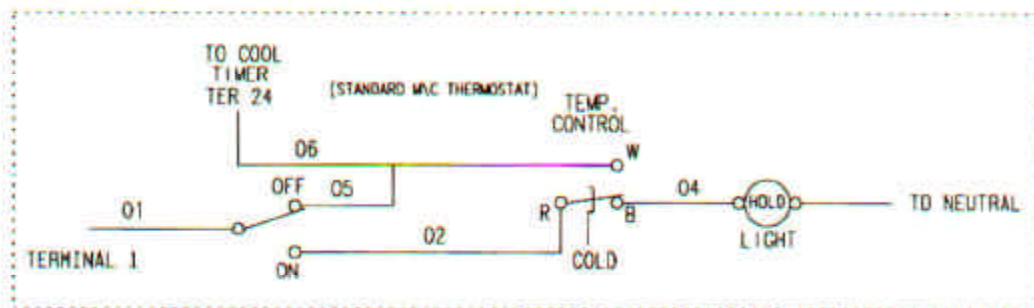 TO COOL
TIMER
TER 24
(STANDARD M\C THERMOSTAT)
TEMP.
CONTROL
06
W
OFF
05
01
R
B
04
HOLD
TO NEUTRAL
02
LIGHT
TERMINAL 1
ON
COLD